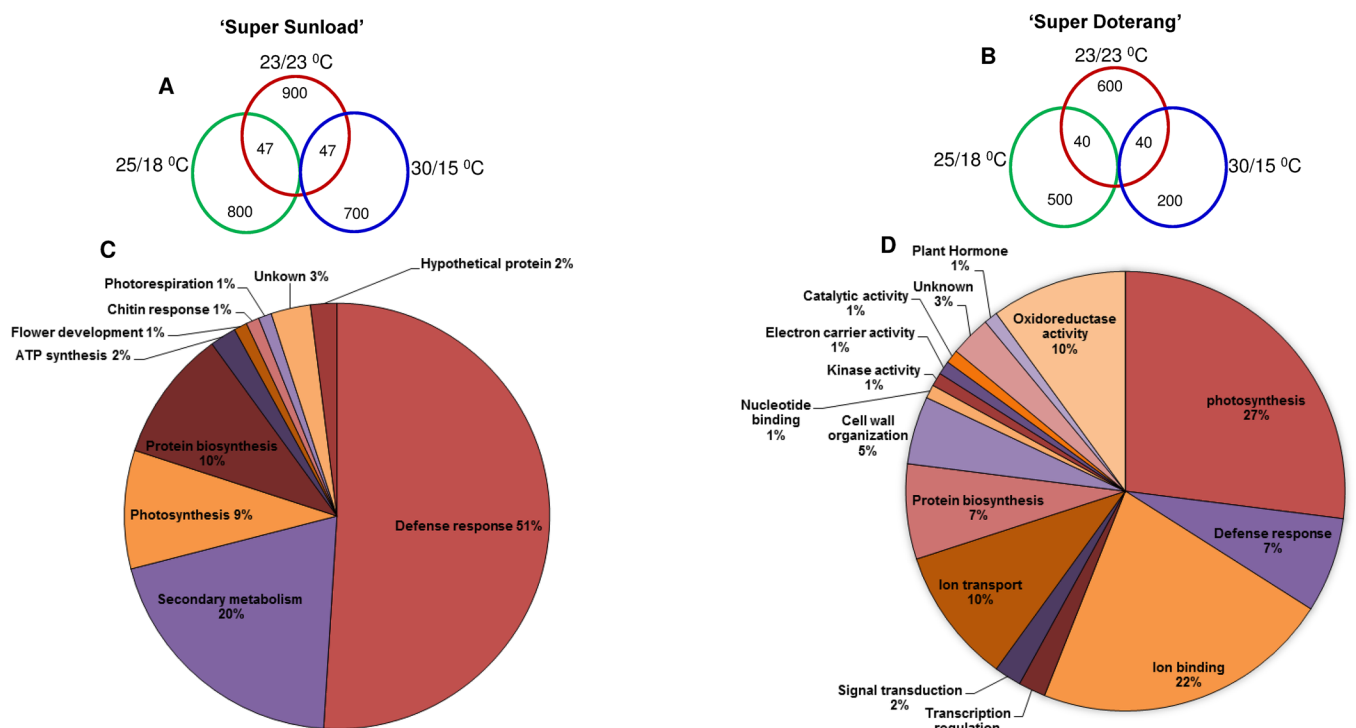 ‘Super Sunload’
A
23/23 ⁰C
900
47
47
25/18 ⁰C
30/15 ⁰C
800
700
‘Super Doterang’
B
23/23 ⁰C
600
40
40
25/18 ⁰C
30/15 ⁰C
500
200
C
Hypothetical protein 2%
Unkown 3%
Photorespiration 1%
Chitin response 1%
Flower development 1%
ATP synthesis 2%
Protein biosynthesis
10%
Photosynthesis 9%
Defense response 51%
Secondary metabolism
20%
D
Plant Hormone
1%
Unknown
3%
Catalytic activity
1%
Electron carrier activity
1%
Kinase activity
1%
Nucleotide
binding
1%
Cell wall
organization
5%
Oxidoreductase
activity
10%
photosynthesis
27%
Protein biosynthesis
7%
Defense response
7%
Ion transport
10%
Ion binding
22%
Signal transduction
2%
Transcription
regulation